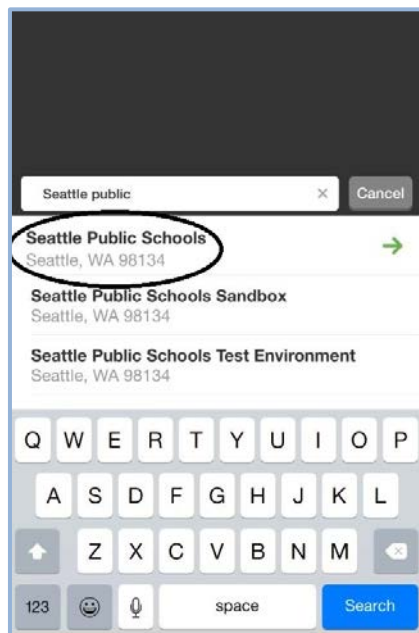 Seattle public × Cancel
Seattle Public Schools
Seattle, WA 98134
Seattle Public Schools Sandbox
Seattle, WA 98134
Seattle Public Schools Test Environment
Seattle, WA 98134
Q W E R T Y U I O P
A S D F G H J K L
Z X C V B N M
123 space Search